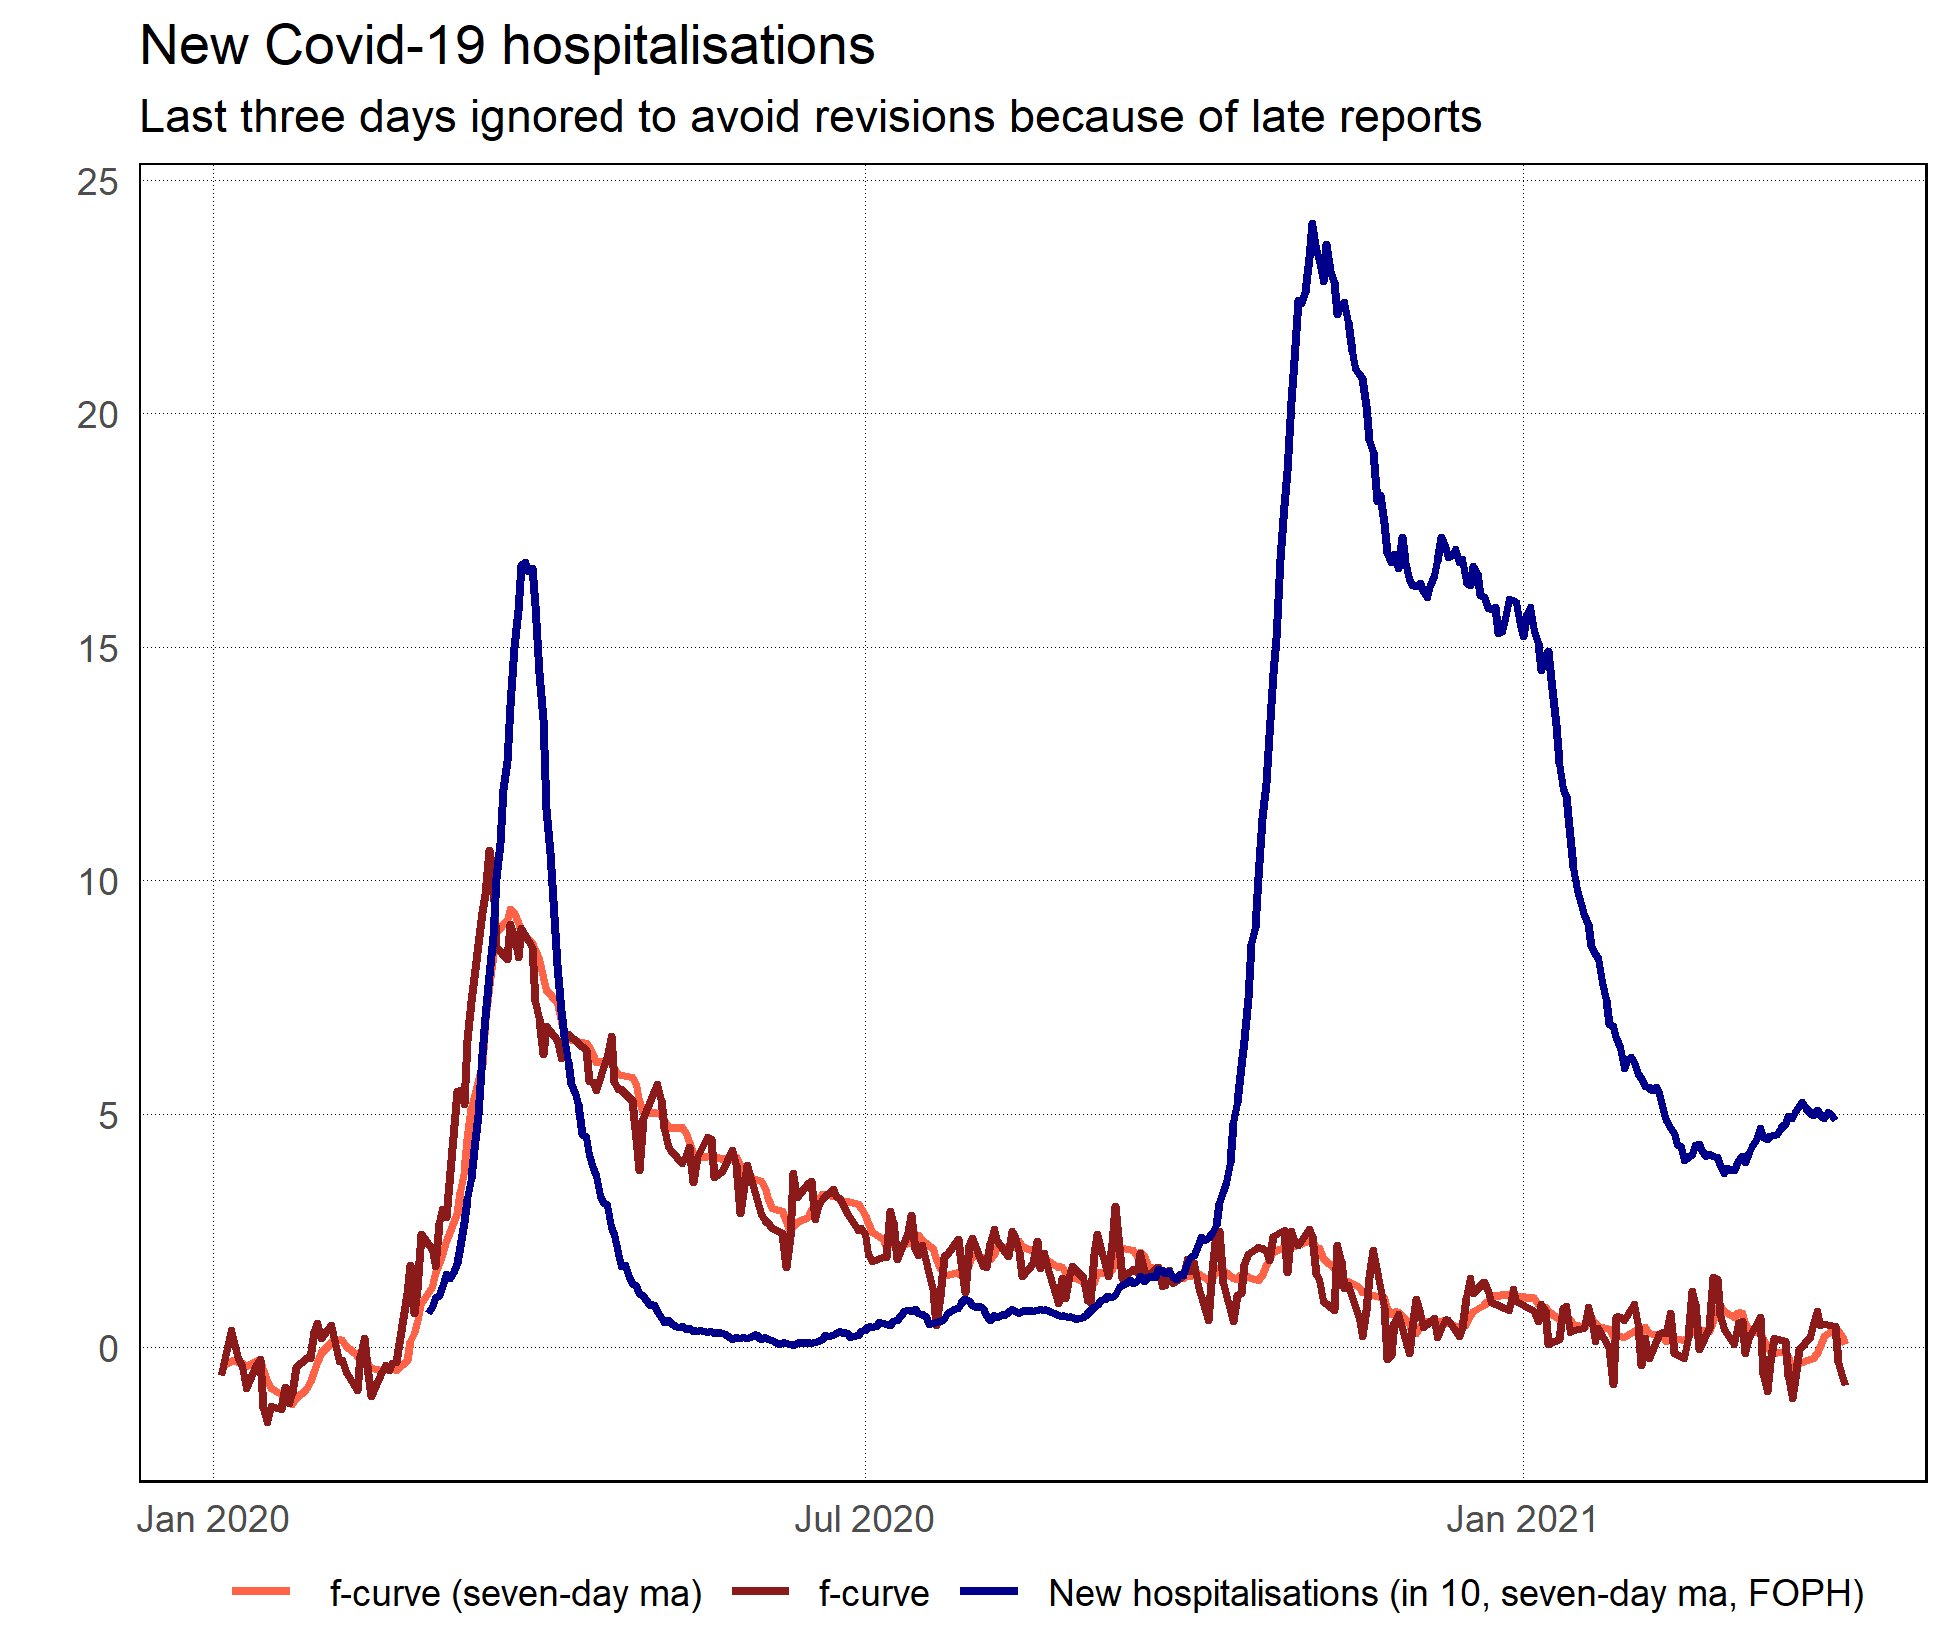 New Covid-19 hospitalisations
Last three days ignored to avoid revisions because of late reports
25
20
15
10
5
0
Jan 2020 Jul 2020 Jan 2021
f-curve (seven-day ma) f-curve New hospitalisations (in 10, seven-day ma, FOPH)